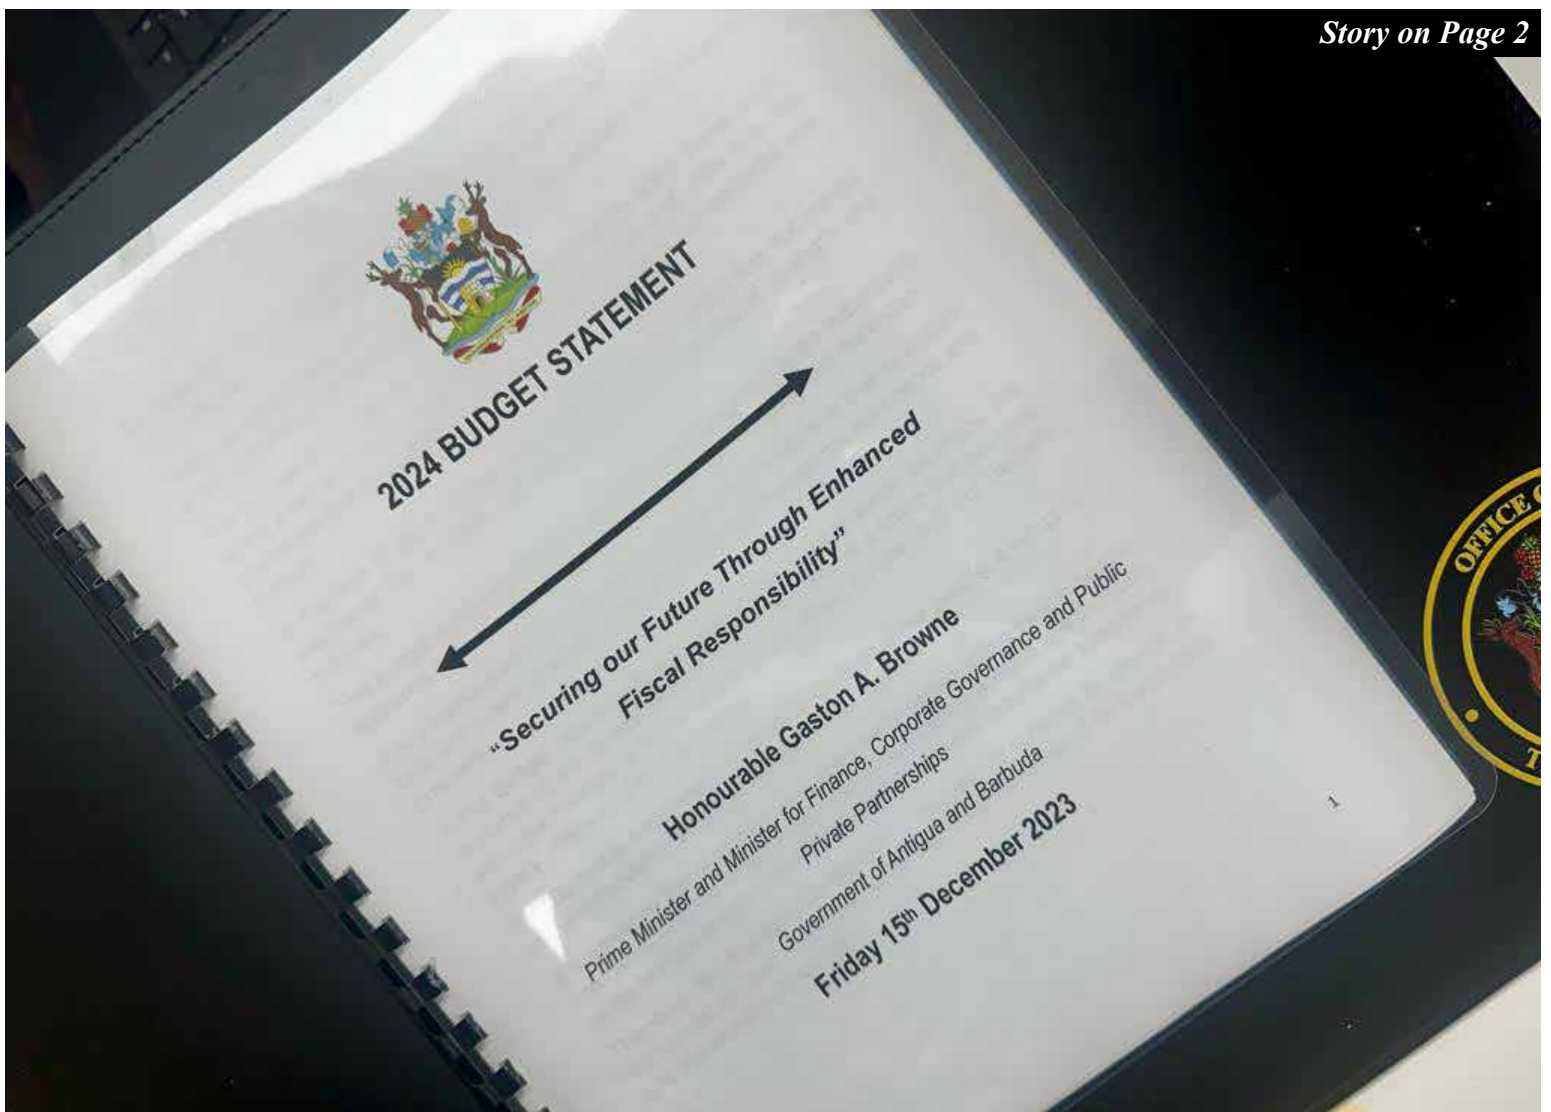 Story on Page 2
2024 BUDGET STATEMENT
“Securing our Future Through Enhanced
Fiscal Responsibility”
Honourable Gaston A. Browne
Prime Minister and Minister for Finance, Corporate Governance and Public
Private Partnerships
Government of Antigua and Barbuda
Friday 15th December 2023
1
OFFICE